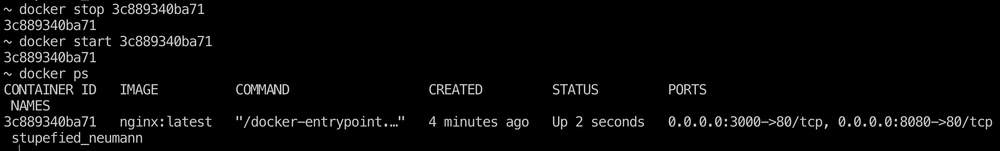 ~ docker stop 3c889340ba71
3c889340ba71
~ docker start 3c889340ba71
3c889340ba71
~ docker ps
CONTAINER ID   IMAGE          COMMAND                  CREATED         STATUS         PORTS
 NAMES
3c889340ba71   nginx:latest   "/docker-entrypoint.…"   4 minutes ago   Up 2 seconds   0.0.0.0:3000->80/tcp, 0.0.0.0:8080->80/tcp
 stupefied_neumann